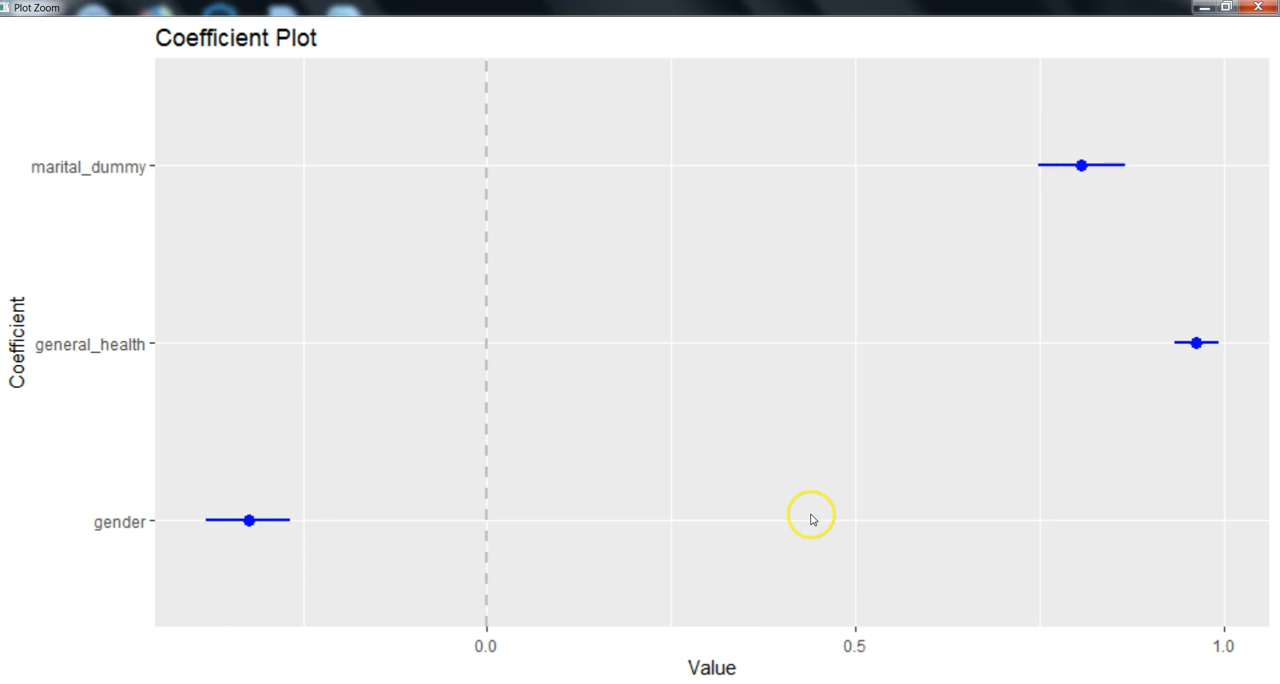 Plot Zoom
Coefficient Plot
marital_dummy
general_health
gender
Coefficient
0.0 0.5 1.0
Value